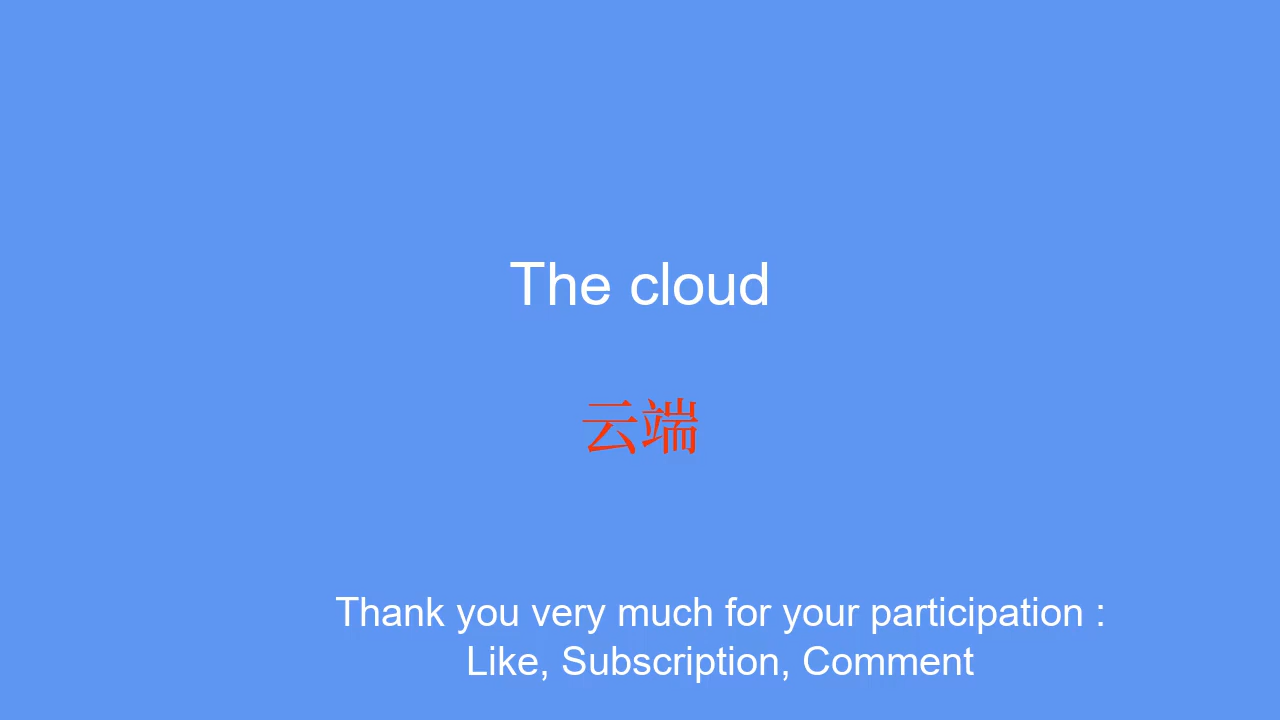 The cloud
云端
Thank you very much for your participation :
Like, Subscription, Comment